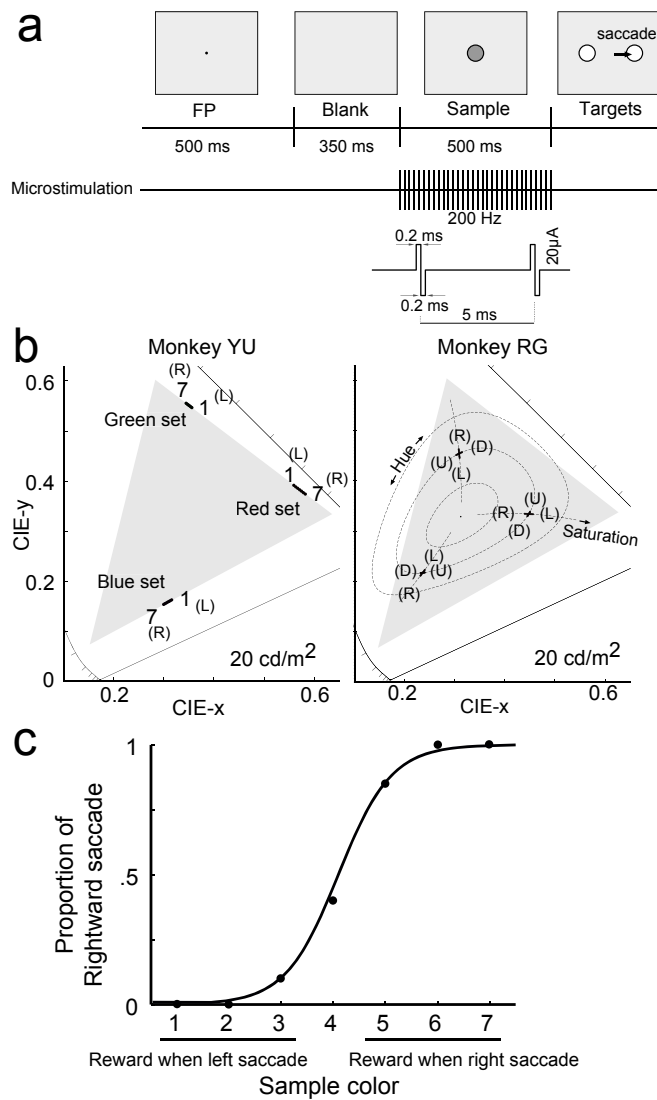 a
saccade
FP
Blank
Sample
Targets
500 ms
350 ms
500 ms
Microstimulation
200 Hz
0.2 ms
20µA
0.2 ms
5 ms
b
Monkey YU
Monkey RG
(R)
7
1
(L)
Green set
(L)
1
7
(R)
Red set
Blue set
7
1
(L)
(R)
20 cd/m²
0.6
0.4
0.2
0
CIE-y
0.2
0.6
CIE-x
Hue
(R)
(U)
(D)
(L)
(U)
(R)
(L)
(D)
Saturation
(L)
(D)
(U)
(R)
20 cd/m²
0.2
0.6
CIE-x
c
1
.5
0
Proportion of
Rightward saccade
1 2 3 4 5 6 7
Reward when left saccade
Reward when right saccade
Sample color